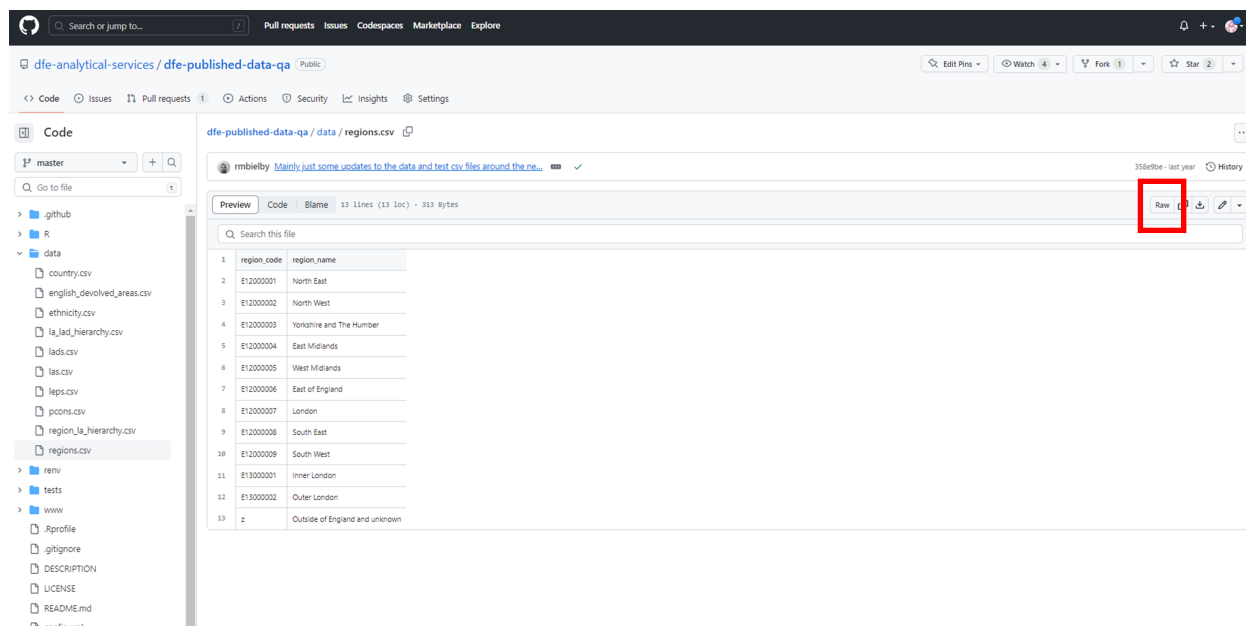 Search or jump to... / Pull requests Issues Codespaces Marketplace Explore
dfe-analytical-services / dfe-published-data-qa Public
Edit Pins Watch 4 Fork 1 Star 2
Code Issues Pull requests 1 Actions Security Insights Settings
Code
master
Go to file t
.github
R
data
country.csv
english_devolved_areas.csv
ethnicity.csv
la_lad_hierarchy.csv
lads.csv
las.csv
leps.csv
pcons.csv
region_la_hierarchy.csv
regions.csv
renv
tests
www
.Rprofile
.gitignore
DESCRIPTION
LICENSE
README.md
dfe-published-data-qa / data / regions.csv
rmbielby Mainly just some updates to the data and test csv files around the ne... 358e9be · last year History
Preview Code Blame 13 lines (13 loc) · 313 Bytes Raw
Search this file
1 region_code region_name
2 E12000001 North East
3 E12000002 North West
4 E12000003 Yorkshire and The Humber
5 E12000004 East Midlands
6 E12000005 West Midlands
7 E12000006 East of England
8 E12000007 London
9 E12000008 South East
10 E12000009 South West
11 E13000001 Inner London
12 E13000002 Outer London
13 z Outside of England and unknown